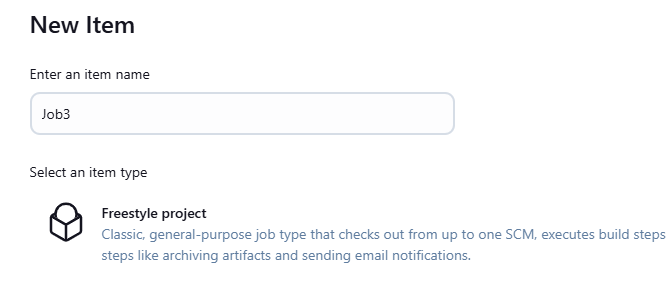 New Item
Enter an item name
Job3
Select an item type
Freestyle project
Classic, general-purpose job type that checks out from up to one SCM, executes build steps
steps like archiving artifacts and sending email notifications.